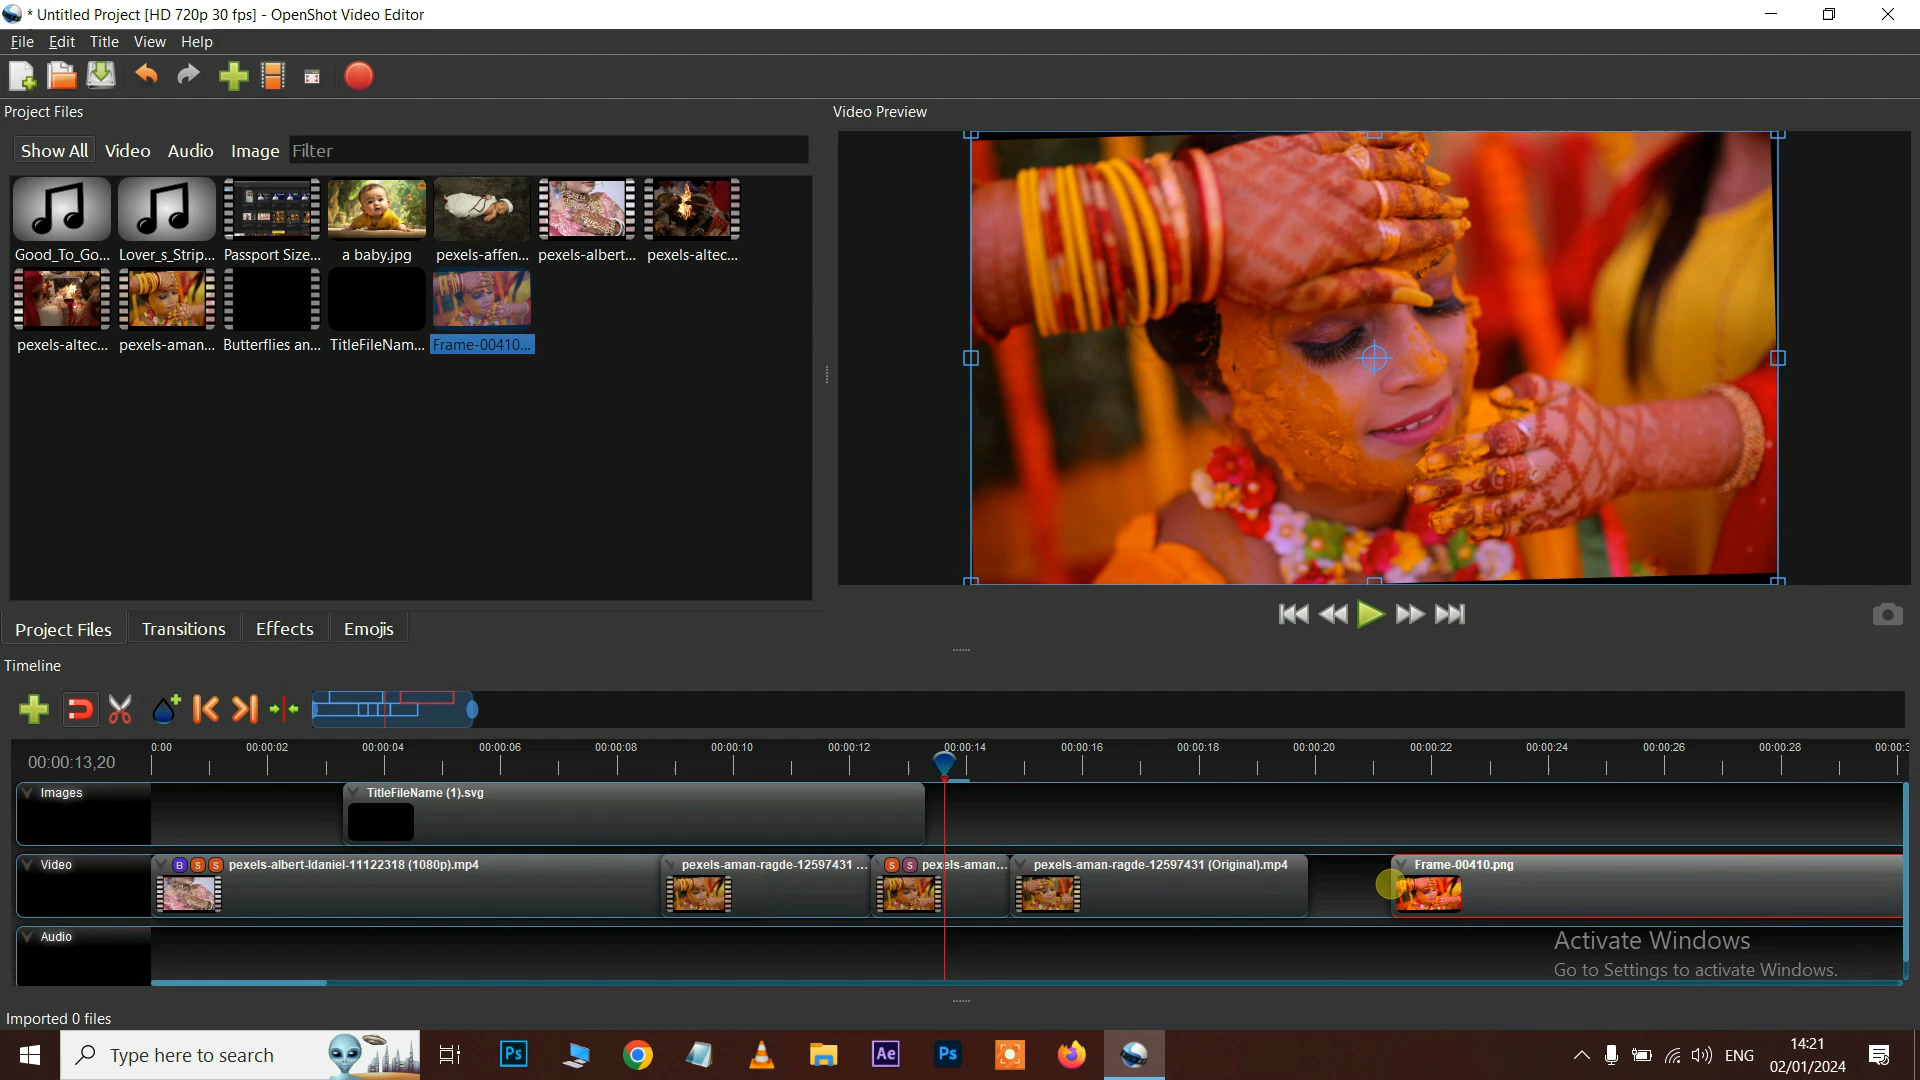 * Untitled Project [HD 720p 30 fps] - OpenShot Video Editor
File Edit Title View Help
Project Files
Video Preview
Show All Video Audio Image Filter
Good_To_Go... Lover_s_Strip... Passport Size... a baby.jpg pexels-affen... pexels-albert... pexels-altec...
pexels-altec... pexels-aman... Butterflies an... TitleFileNam... Frame-00410...
Project Files Transitions Effects Emojis
Timeline
00:00:13,20
0:00 00:00:02 00:00:04 00:00:06 00:00:08 00:00:10 00:00:12 00:00:14 00:00:16 00:00:18 00:00:20 00:00:22 00:00:24 00:00:26 00:00:28 00:00:3
Images
TitleFileName (1).svg
Video
B S S pexels-albert-ldaniel-11122318 (1080p).mp4
pexels-aman-ragde-12597431 ...
S S pexels-aman...
pexels-aman-ragde-12597431 (Original).mp4
Frame-00410.png
Audio
Activate Windows
Go to Settings to activate Windows.
Imported 0 files
Type here to search
Ps
Ae
Ps
ENG
14:21
02/01/2024